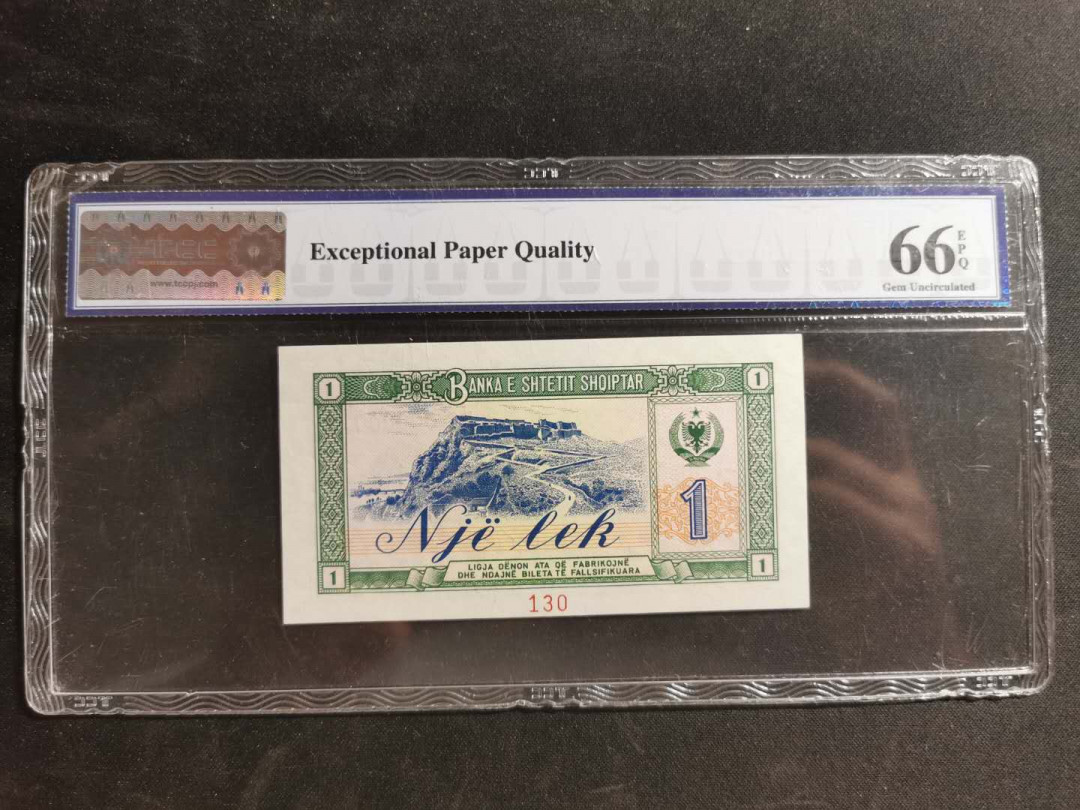 www.tccpj.com
Exceptional Paper Quality
66
EPQ
Gem Uncirculated
1
BANKA E SHTETIT SHQIPTAR
1
1
Një lek
LIGJA DËNON ATA QË FABRIKOJNË
DHE NDAJNË BILETA TË FALLSIFIKUARA
1
1
130